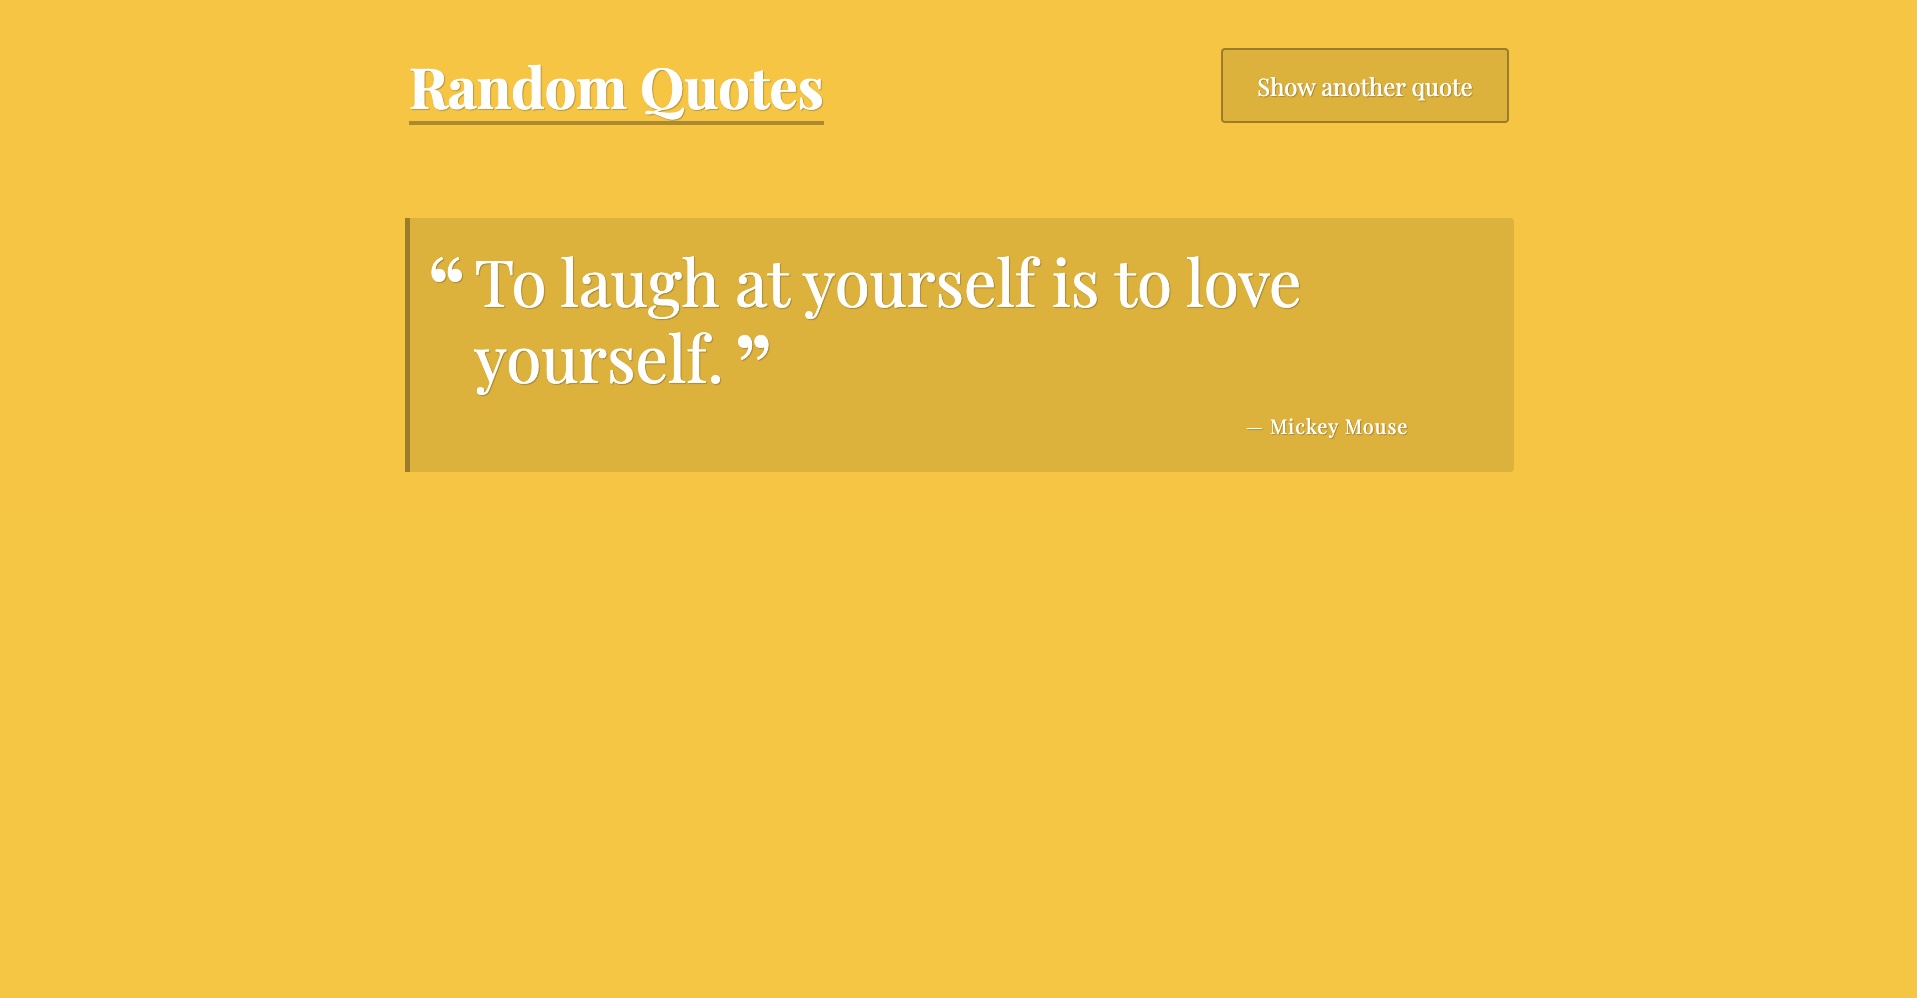 Random Quotes
Show another quote
“ To laugh at yourself is to love
yourself. ”
— Mickey Mouse